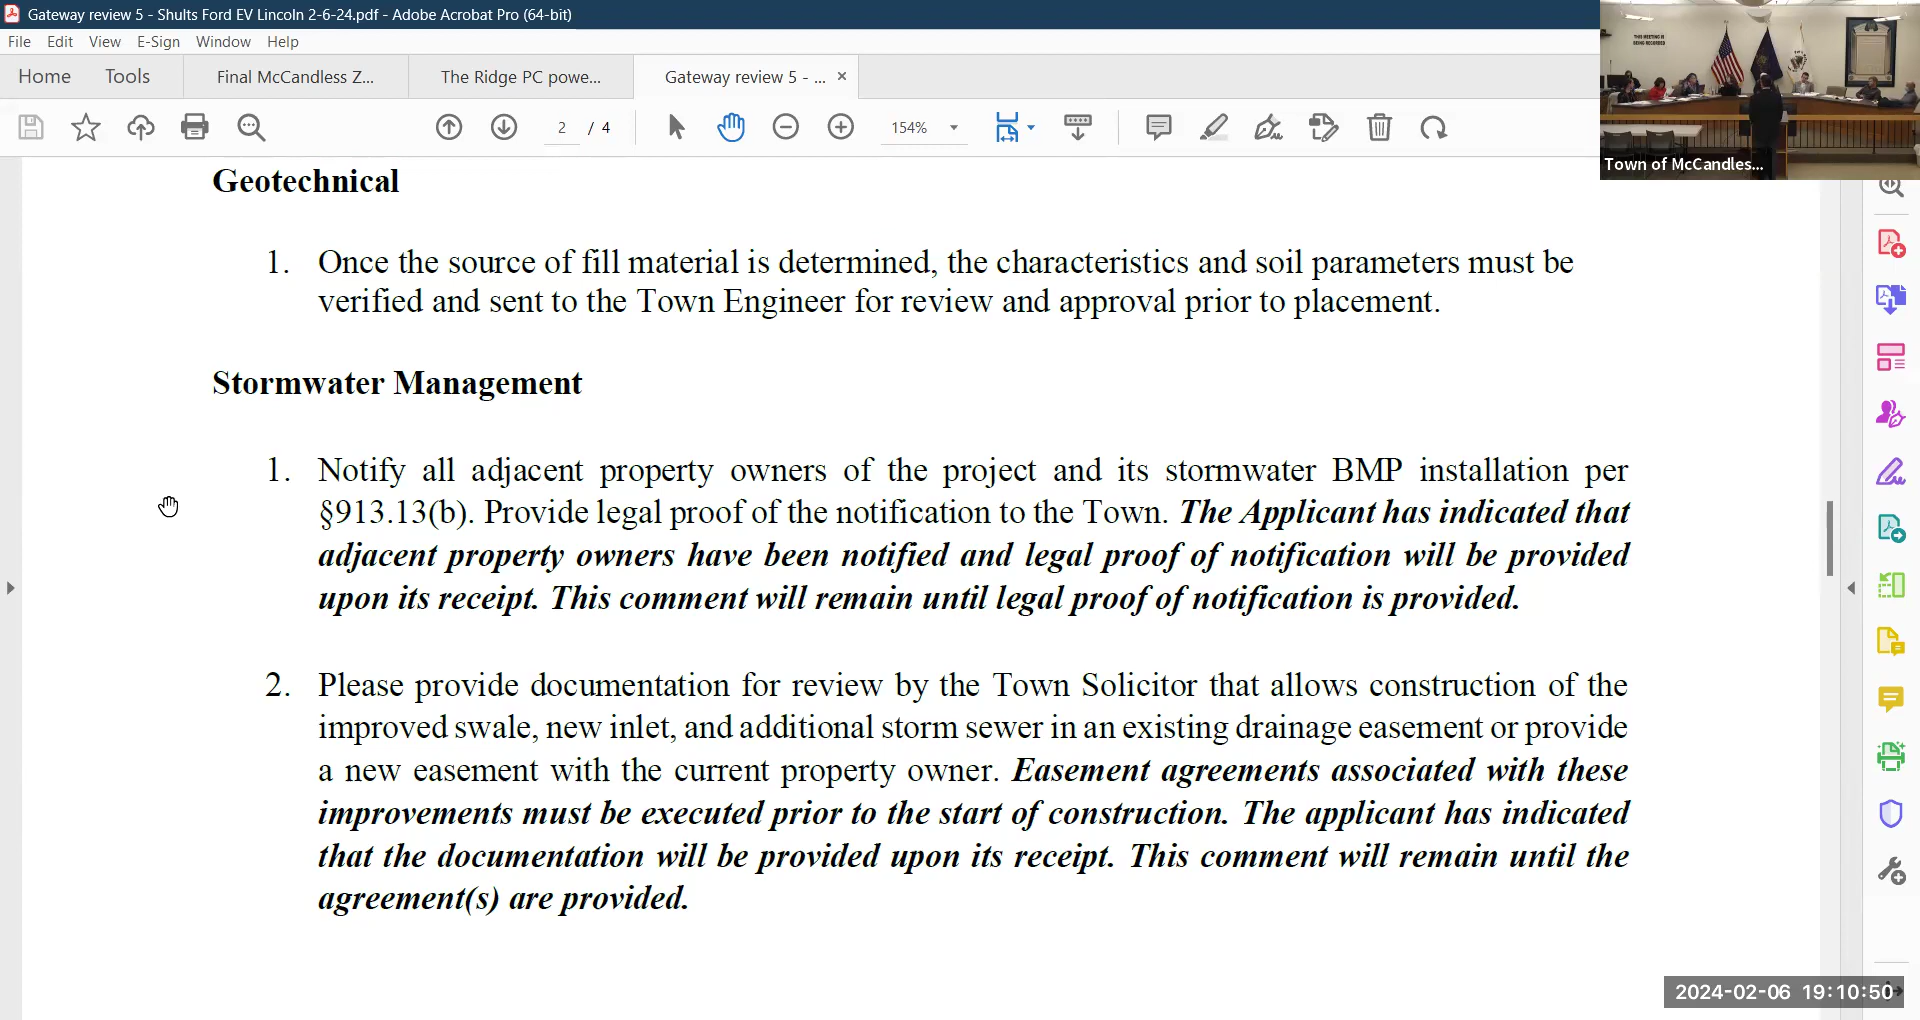 Gateway review 5 - Shults Ford EV Lincoln 2-6-24.pdf - Adobe Acrobat Pro (64-bit)
File Edit View E-Sign Window Help
Home Tools Final McCandless Z... The Ridge PC powe... Gateway review 5 - ... ×
2 / 4 154%
THIS MEETING IS
BEING RECORDED
Town of McCandles...
Geotechnical
1. Once the source of fill material is determined, the characteristics and soil parameters must be
verified and sent to the Town Engineer for review and approval prior to placement.
Stormwater Management
1. Notify all adjacent property owners of the project and its stormwater BMP installation per
§913.13(b). Provide legal proof of the notification to the Town. The Applicant has indicated that
adjacent property owners have been notified and legal proof of notification will be provided
upon its receipt. This comment will remain until legal proof of notification is provided.
2. Please provide documentation for review by the Town Solicitor that allows construction of the
improved swale, new inlet, and additional storm sewer in an existing drainage easement or provide
a new easement with the current property owner. Easement agreements associated with these
improvements must be executed prior to the start of construction. The applicant has indicated
that the documentation will be provided upon its receipt. This comment will remain until the
agreement(s) are provided.
2024-02-06 19:10:50